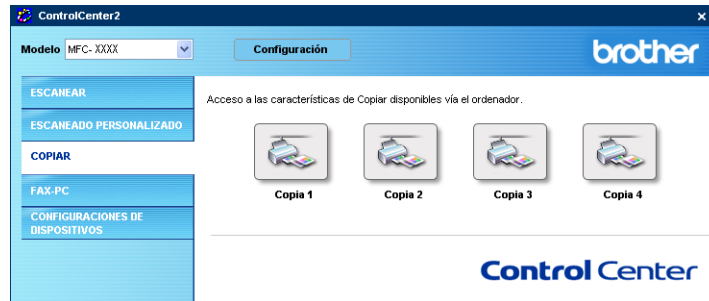 ControlCenter2
Modelo MFC- XXXX Configuración brother
ESCANEAR
ESCANEADO PERSONALIZADO
COPIAR
FAX-PC
CONFIGURACIONES DE
DISPOSITIVOS
Acceso a las características de Copiar disponibles vía el ordenador.
Copia 1 Copia 2 Copia 3 Copia 4
Control Center